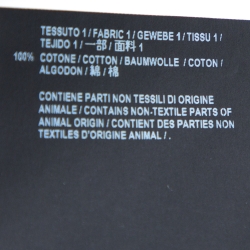 TESSUTO 1 / FABRIC 1 / GEWEBE 1 / TISSU 1 /
TEJIDO 1 / 一部 / 面料 1
100% COTONE / COTTON / BAUMWOLLE / COTON /
ALGODON / 綿 / 棉
CONTIENE PARTI NON TESSILI DI ORIGINE
ANIMALE / CONTAINS NON-TEXTILE PARTS OF
ANIMAL ORIGIN / CONTIENT DES PARTIES NON
TEXTILES D'ORIGINE ANIMAL / .